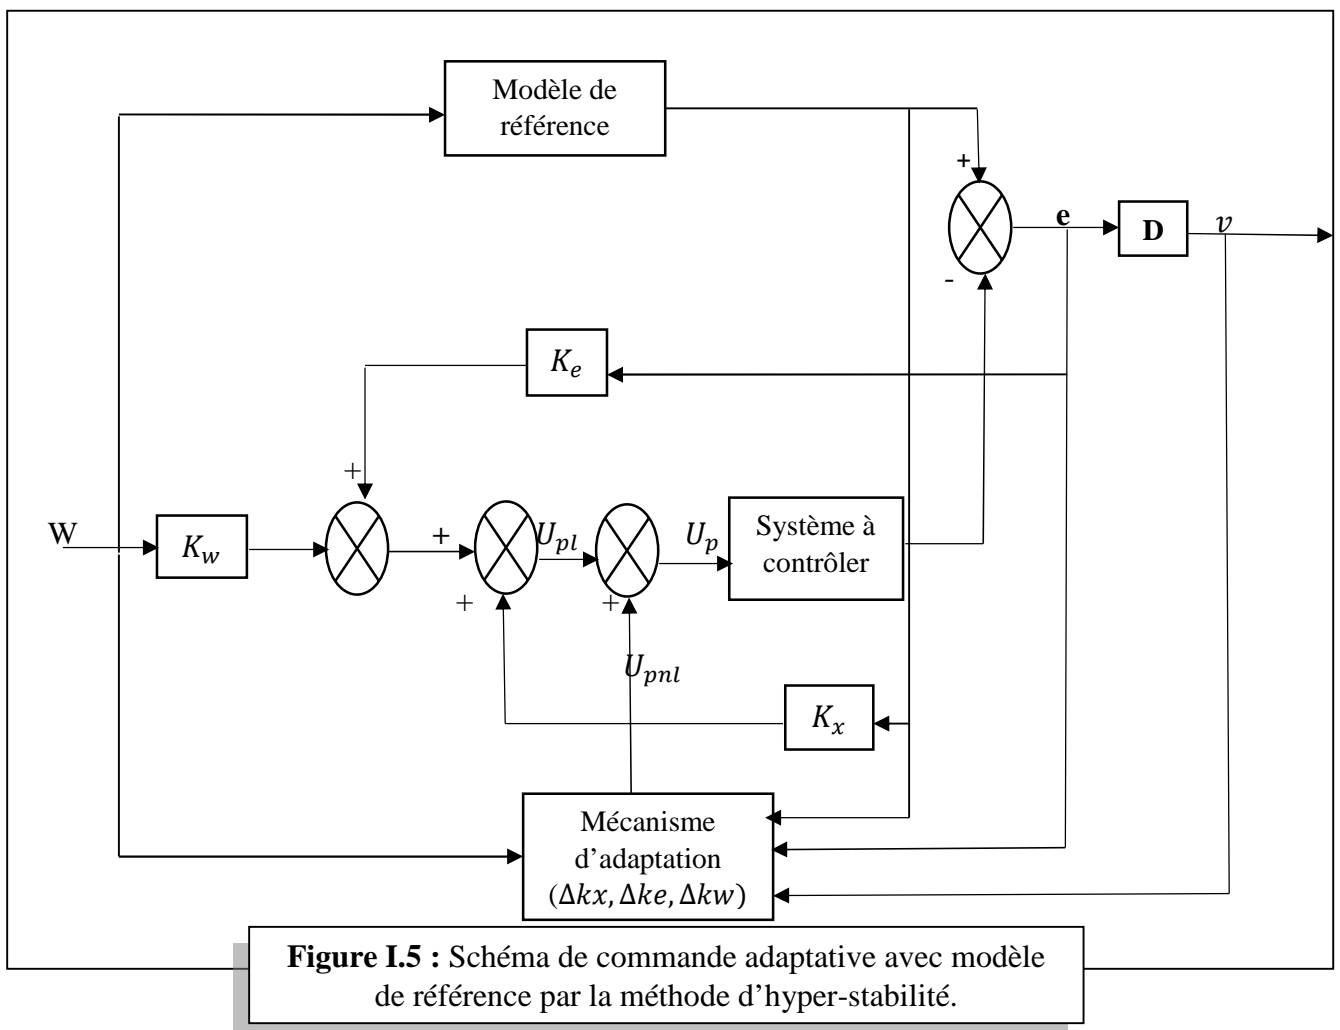 Modèle de
référence
+
e
D
v
-
K_e
+
W
K_w
+
U_pl
U_p
Système à
contrôler
+
+
U_pnl
K_x
Mécanisme
d’adaptation
(Δkx, Δke, Δkw)
Figure I.5 : Schéma de commande adaptative avec modèle
de référence par la méthode d’hyper-stabilité.